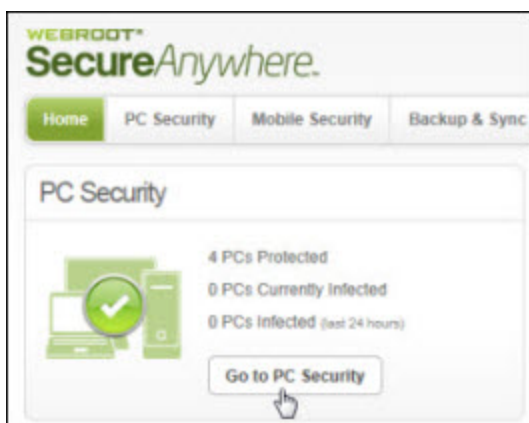 WEBROOT®
SecureAnywhere™
Home PC Security Mobile Security Backup & Sync
PC Security
4 PCs Protected
0 PCs Currently Infected
0 PCs Infected (last 24 hours)
Go to PC Security